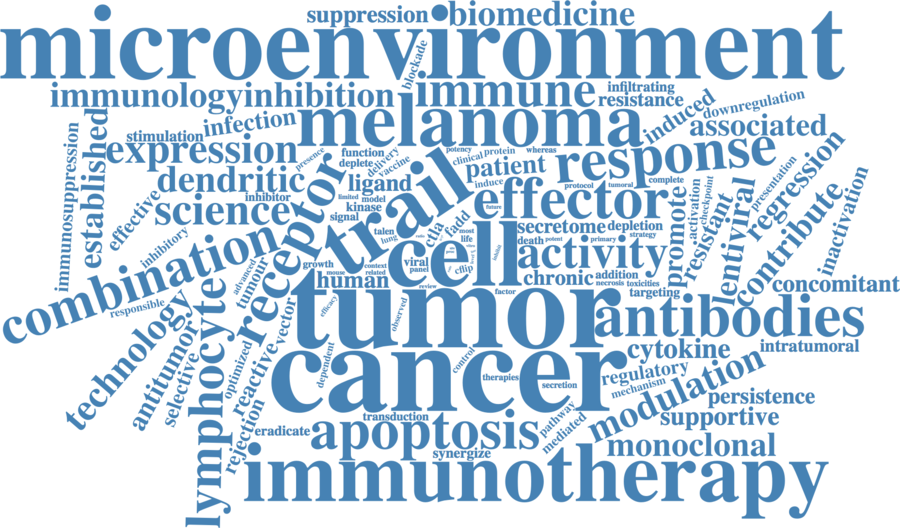 suppression
biomedicine
microenvironment
blockade
immunology
inhibition
immune
infiltrating
resistance
induced
downregulation
stimulation
infection
melanoma
associated
immunosuppression
established
expression
presence
function
deplete
delivery
vaccine
potency
clinical
protein
whereas
patient
response
presentation
regression
dendritic
inhibitor
receptor
ligand
limited
model
kinase
signal
trail
induce
protocol
tumoral
complete
effector
future
promote
activation
checkpoint
resistant
lentiviral
contribute
inactivation
effective
science
inhibitory
talen
lung
ctla
fadd
most
life
secretome
depletion
death
potent
primary
strategy
combination
responsible
advanced
tumour
growth
mouse
context
related
viral
panel
cell
cflip
review
activity
chronic
addition
necrosis
toxicities
targeting
concomitant
human
factor
technology
antitumor
selective
lymphocyte
optimized
reactive
vector
efficacy
observed
tumor
antibodies
intratumoral
rejection
dependent
cancer
control
therapies
secretion
cytokine
regulatory
mechanism
modulation
persistence
supportive
transduction
eradicate
apoptosis
synergize
pathway
mediated
monoclonal
immunotherapy